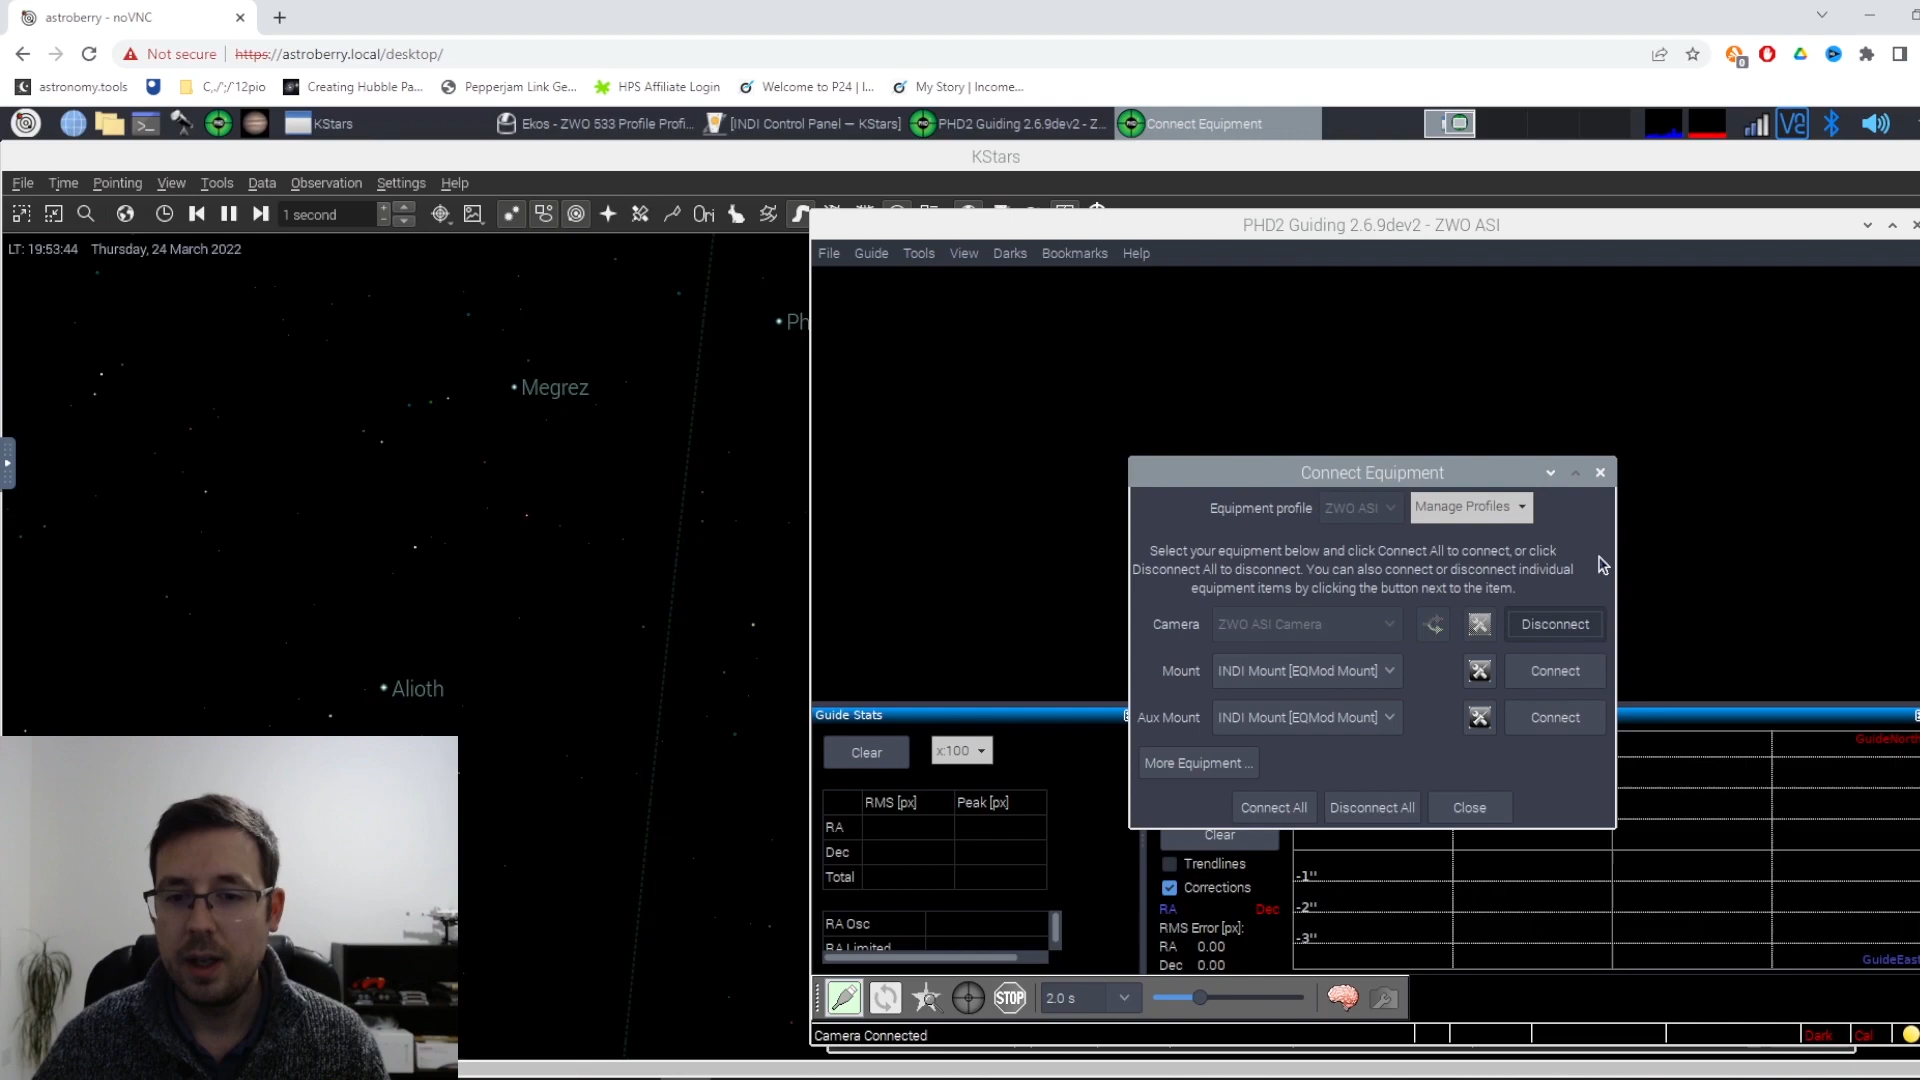 astroberry - noVNC
Not secure
https://astroberry.local/desktop/
0
astronomy.tools
C,./';/'12pio
Creating Hubble Pa...
Pepperjam Link Ge...
HPS Affiliate Login
Welcome to P24 | I...
My Story | Income...
KStars
Ekos - ZWO 533 Profile Profi...
[INDI Control Panel — KStars]
PHD2 Guiding 2.6.9dev2 - Z...
Connect Equipment
KStars
File Time Pointing View Tools Data Observation Settings Help
1 second
Ori
LT: 19:53:44 Thursday, 24 March 2022
Ph
Megrez
Alioth
PHD2 Guiding 2.6.9dev2 - ZWO ASI
File Guide Tools View Darks Bookmarks Help
Connect Equipment
Equipment profile ZWO ASI Manage Profiles
Select your equipment below and click Connect All to connect, or click
Disconnect All to disconnect. You can also connect or disconnect individual
equipment items by clicking the button next to the item.
Camera ZWO ASI Camera Disconnect
Mount INDI Mount [EQMod Mount] Connect
Aux Mount INDI Mount [EQMod Mount] Connect
More Equipment ...
Connect All Disconnect All Close
Guide Stats
Clear x:100
RMS [px] Peak [px]
RA
Dec
Total
RA Osc
RA Limited
Clear
Trendlines
Corrections
RA Dec
RMS Error [px]:
RA 0.00
Dec 0.00
GuideNorth
-1''
-2''
-3''
GuideEast
STOP
2.0 s
Camera Connected
Dark Cal